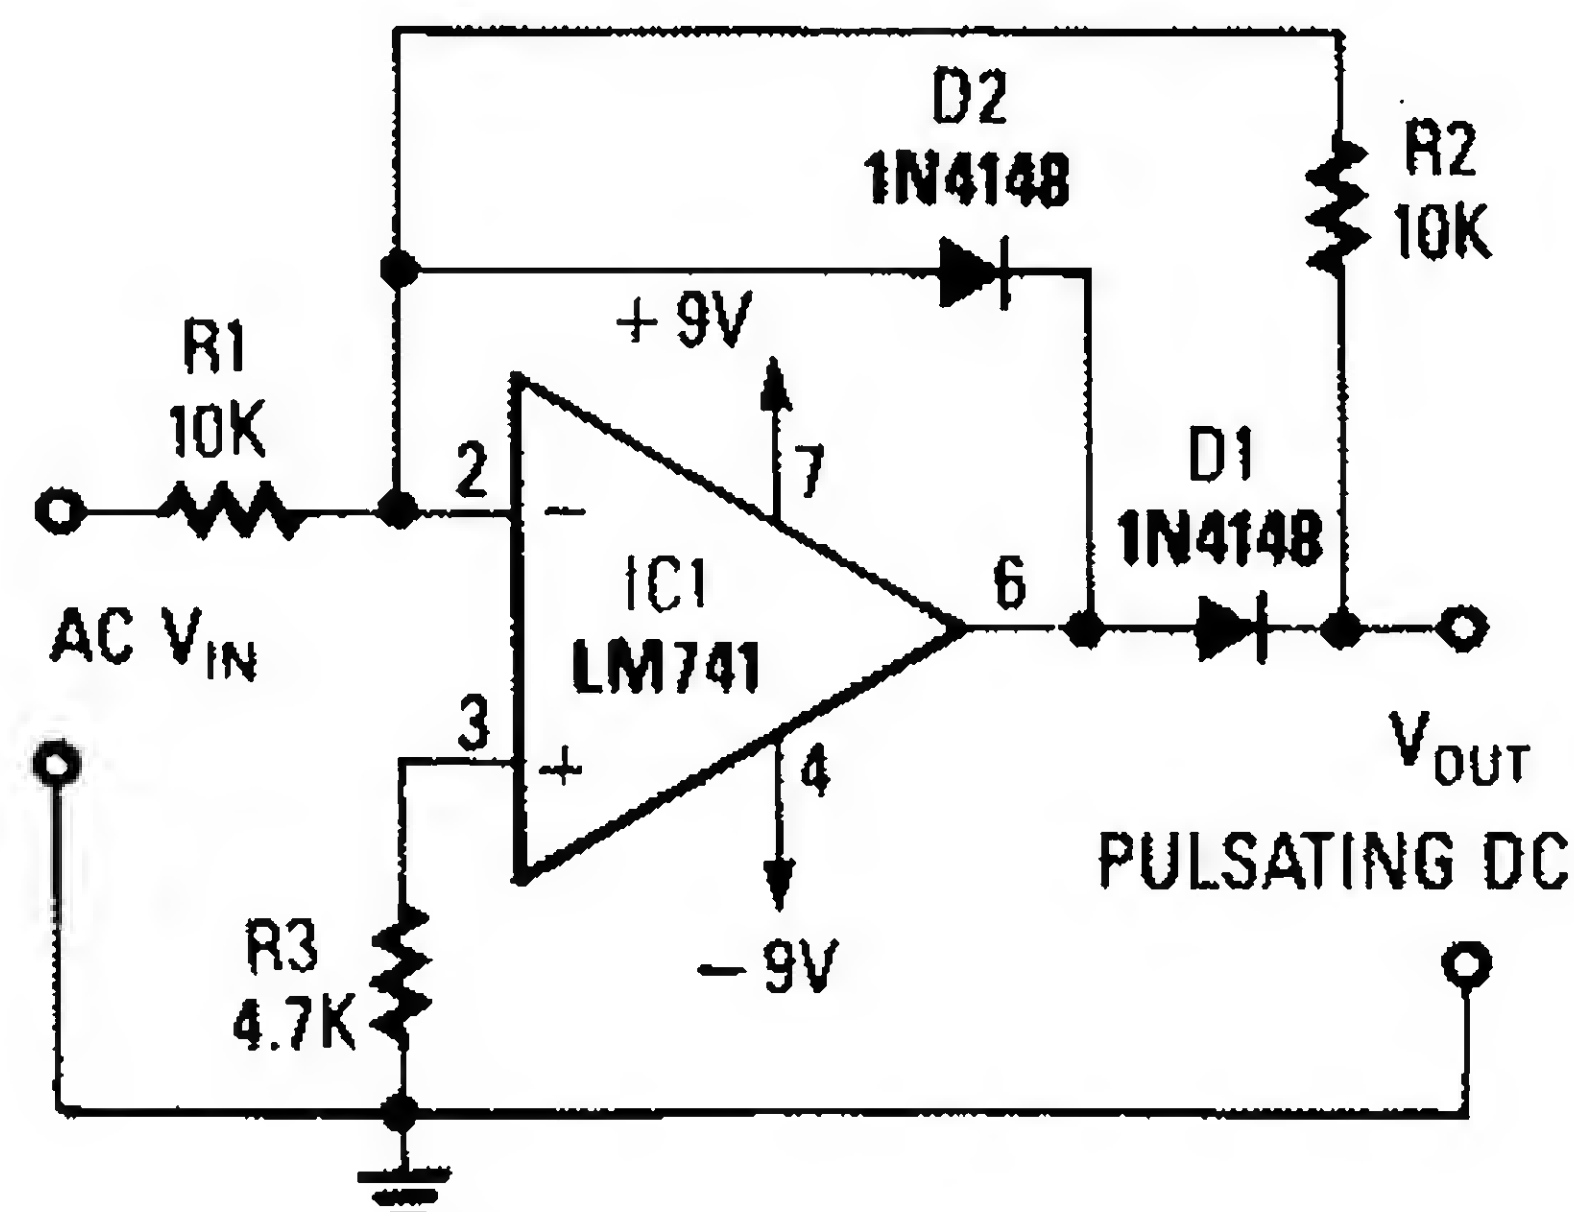 D2
1N4148
R2
10K
+9V
R1
10K
2
7
D1
1N4148
−
IC1
LM741
6
AC VIN
3
+
4
VOUT
PULSATING DC
−9V
R3
4.7K